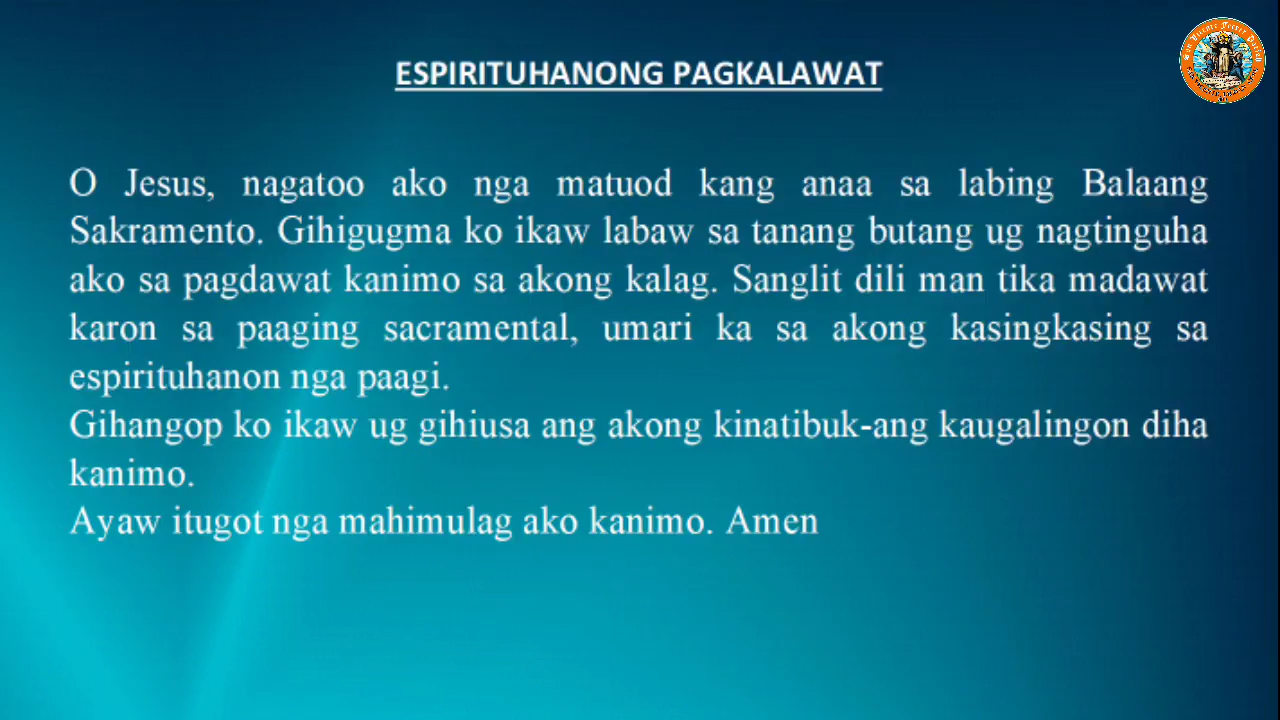 ESPIRITUHANONG PAGKALAWAT
O Jesus, nagatoo ako nga matuod kang anaa sa labing Balaang
Sakramento. Gihigugma ko ikaw labaw sa tanang butang ug nagtinguha
ako sa pagdawat kanimo sa akong kalag. Sanglit dili man tika madawat
karon sa paaging sacramental, umari ka sa akong kasingkasing sa
espirituhanon nga paagi.
Gihangop ko ikaw ug gihiusa ang akong kinatibuk-ang kaugalingon diha
kanimo.
Ayaw itugot nga mahimulag ako kanimo. Amen